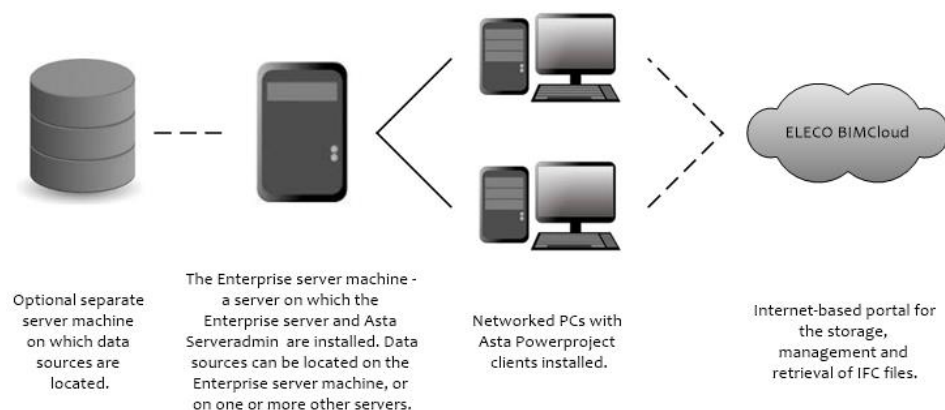 ELECO BIMCloud
Optional separate
server machine
on which data
sources are
located.
The Enterprise server machine -
a server on which the
Enterprise server and Asta
Serveradmin are installed. Data
sources can be located on the
Enterprise server machine, or
on one or more other servers.
Networked PCs with
Asta Powerproject
clients installed.
Internet-based portal for
the storage,
management and
retrieval of IFC files.